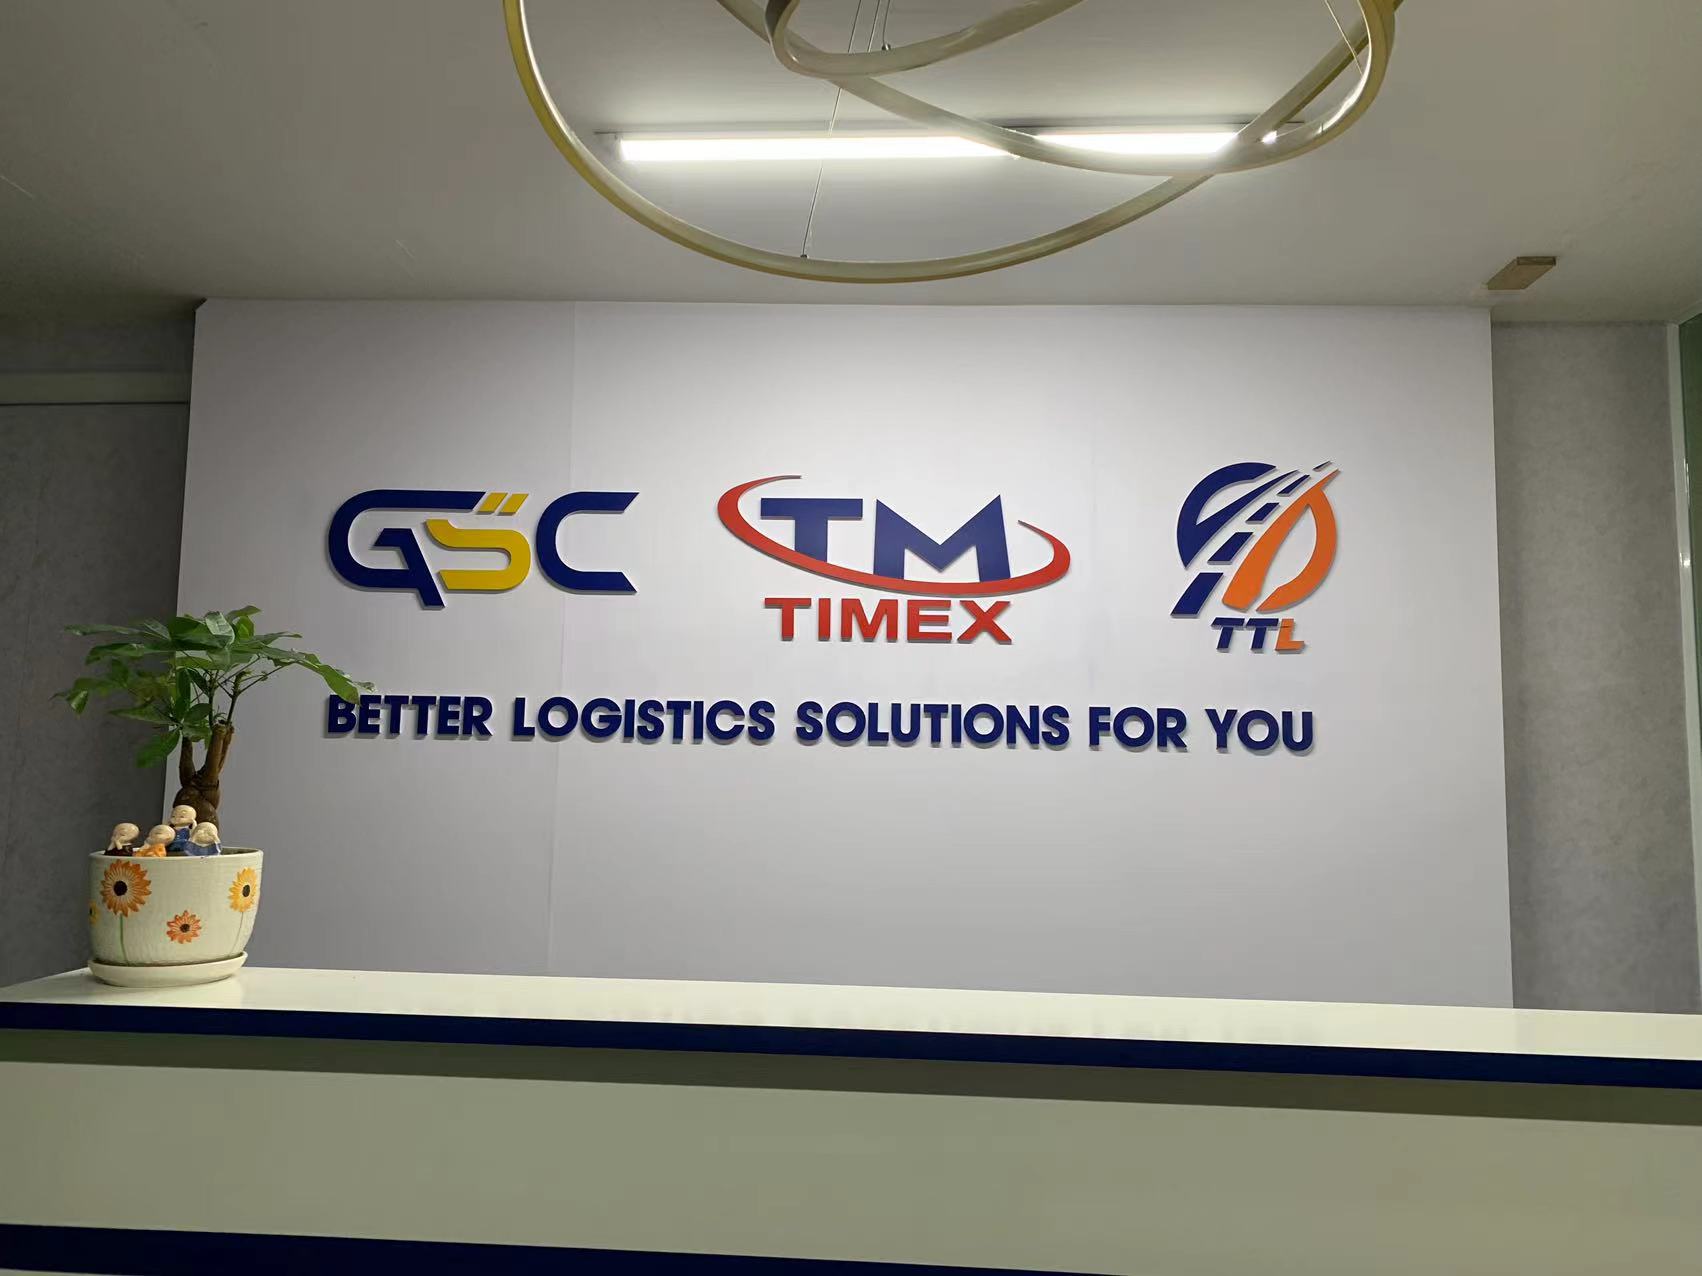 GSC
TM
TIMEX
TTL
BETTER LOGISTICS SOLUTIONS FOR YOU